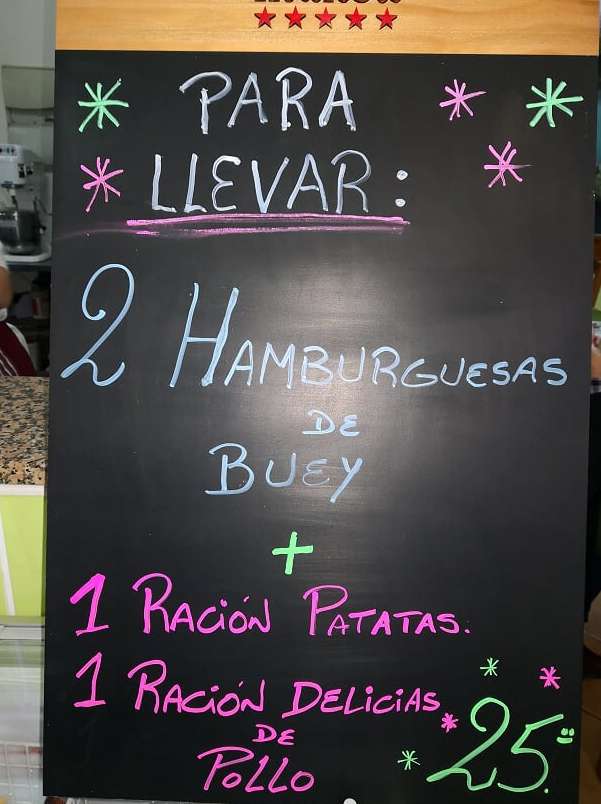 PARA
LLEVAR:
2 HAMBURGUESAS
DE
BUEY
+
1 RACIÓN PATATAS.
1 RACIÓN DELICIAS
DE
POLLO
25.